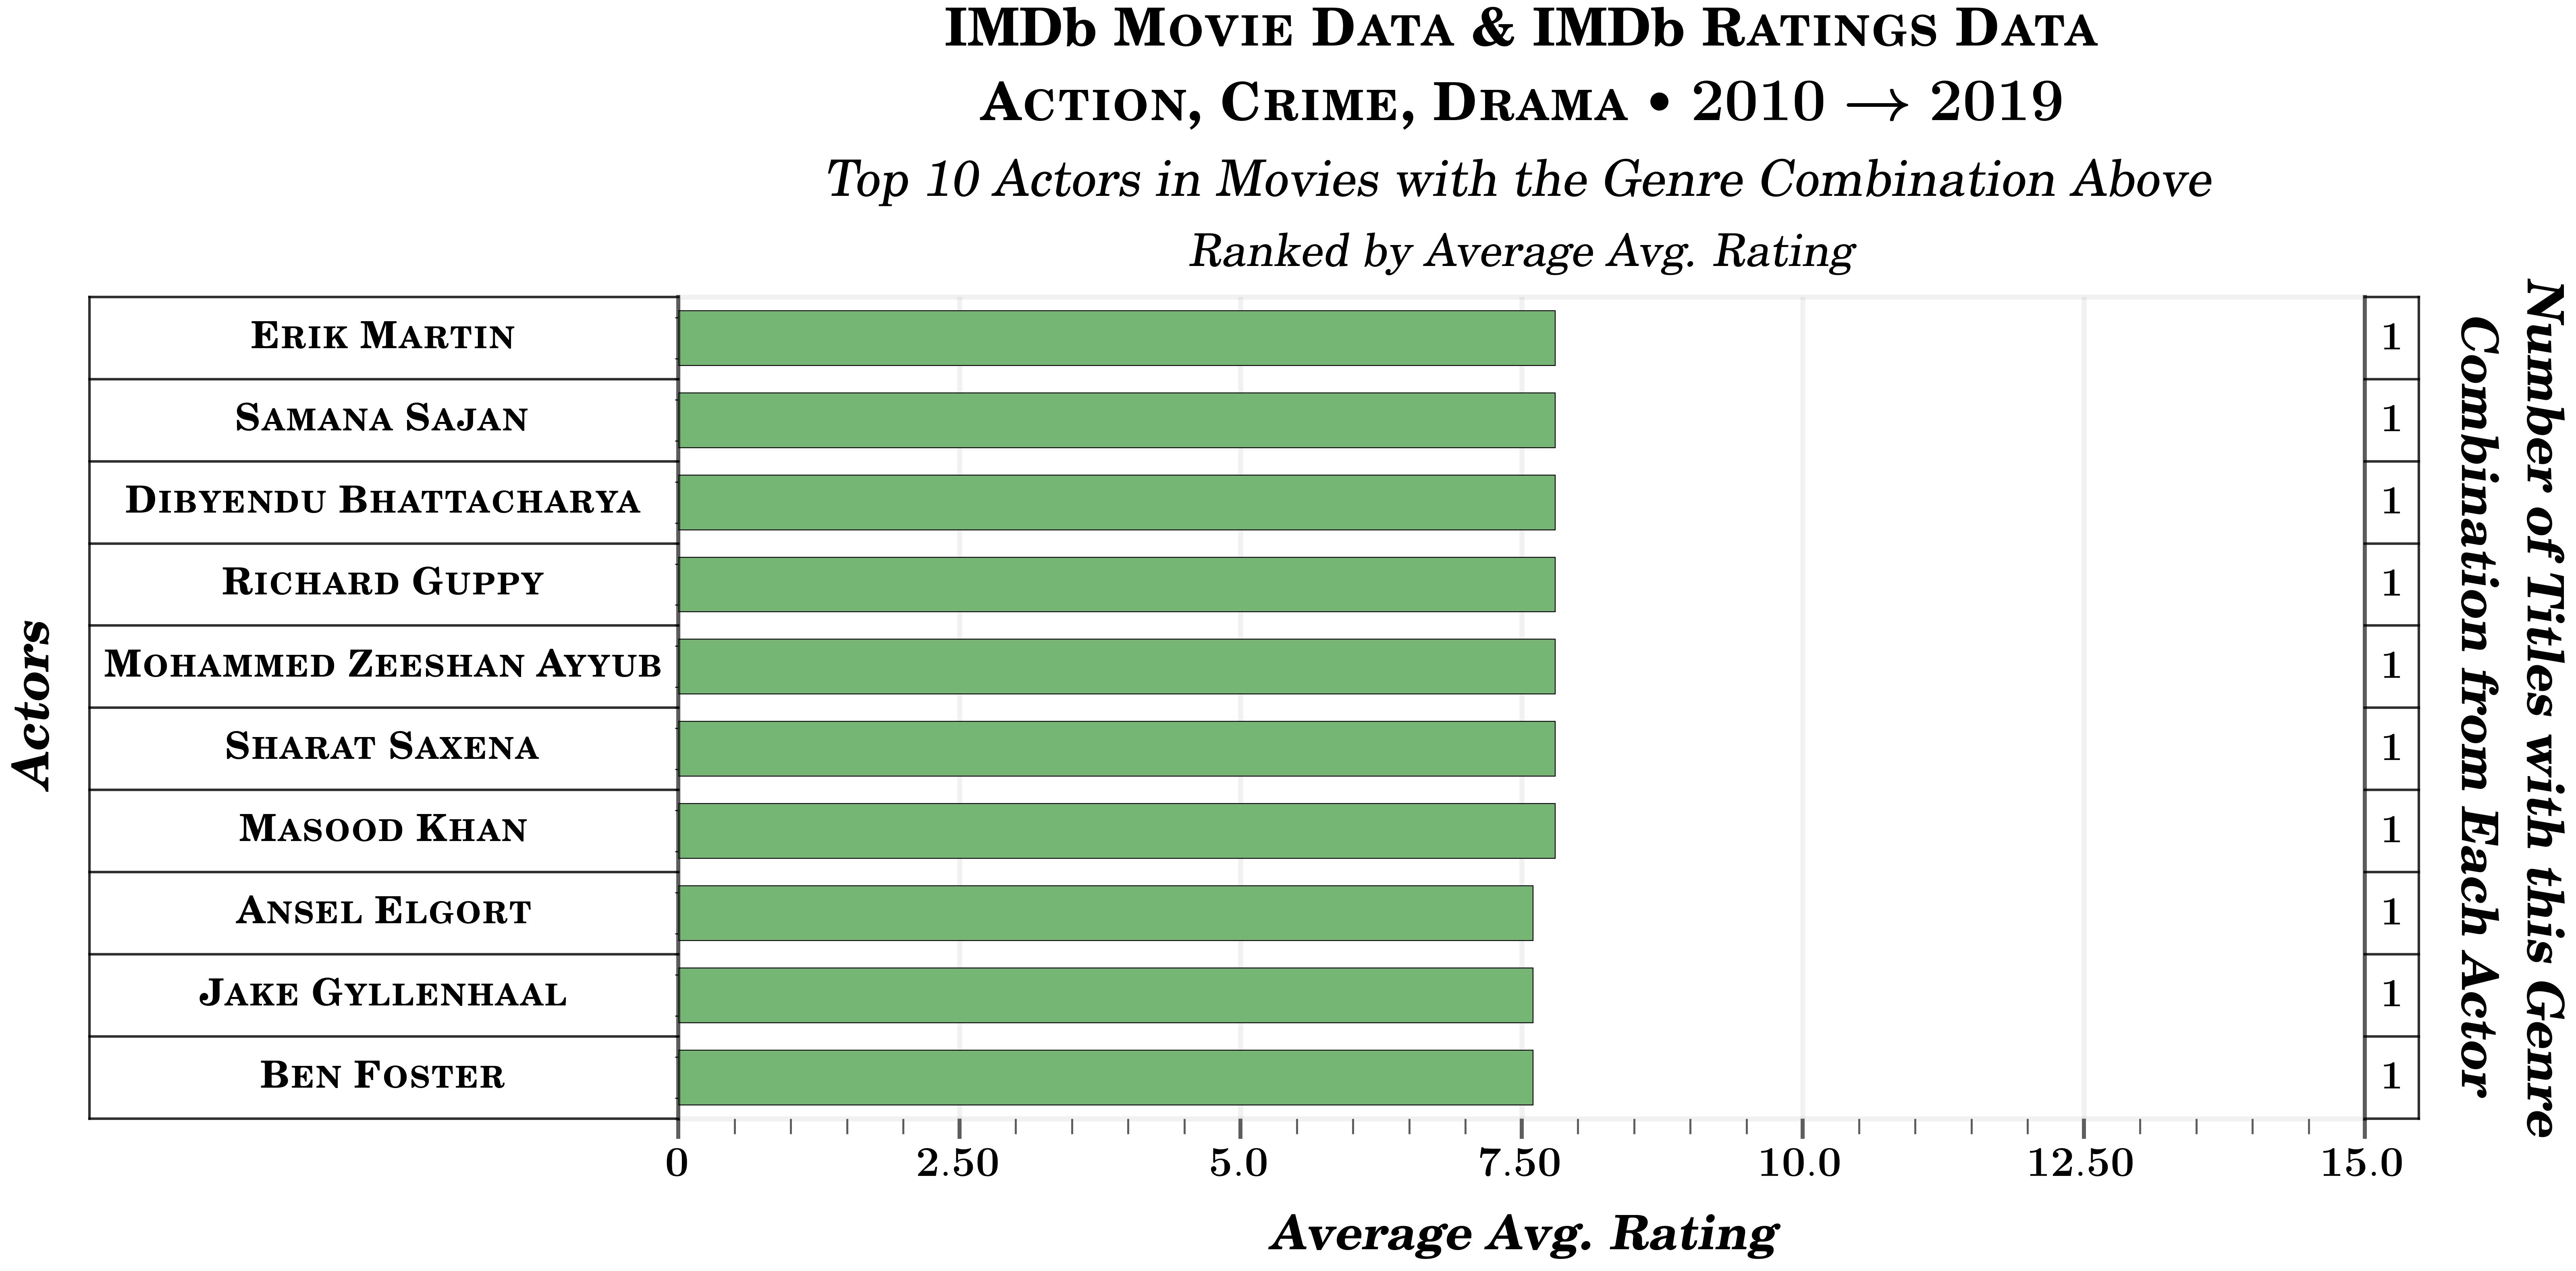 IMDb Movie Data & IMDb Ratings Data
Action, Crime, Drama • 2010 → 2019
Top 10 Actors in Movies with the Genre Combination Above
Ranked by Average Avg. Rating
Actors
Erik Martin 1
Samana Sajan 1
Dibyendu Bhattacharya 1
Richard Guppy 1
Mohammed Zeeshan Ayyub 1
Sharat Saxena 1
Masood Khan 1
Ansel Elgort 1
Jake Gyllenhaal 1
Ben Foster 1
0 2.50 5.0 7.50 10.0 12.50 15.0
Average Avg. Rating
Number of Titles with this Genre
Combination from Each Actor